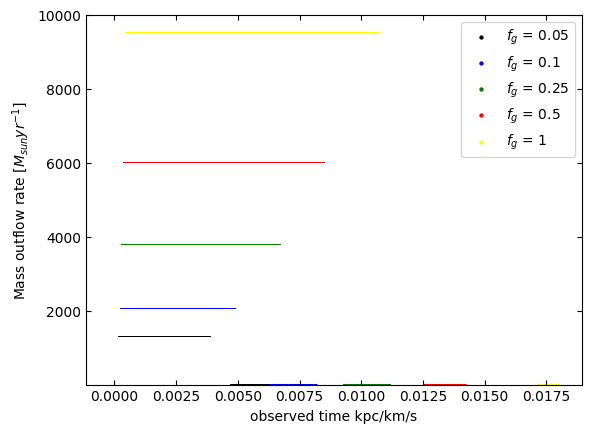 10000
8000
6000
4000
2000
Mass outflow rate [M_sun yr^−1]
0.0000 0.0025 0.0050 0.0075 0.0100 0.0125 0.0150 0.0175
observed time kpc/km/s
f_g = 0.05
f_g = 0.1
f_g = 0.25
f_g = 0.5
f_g = 1